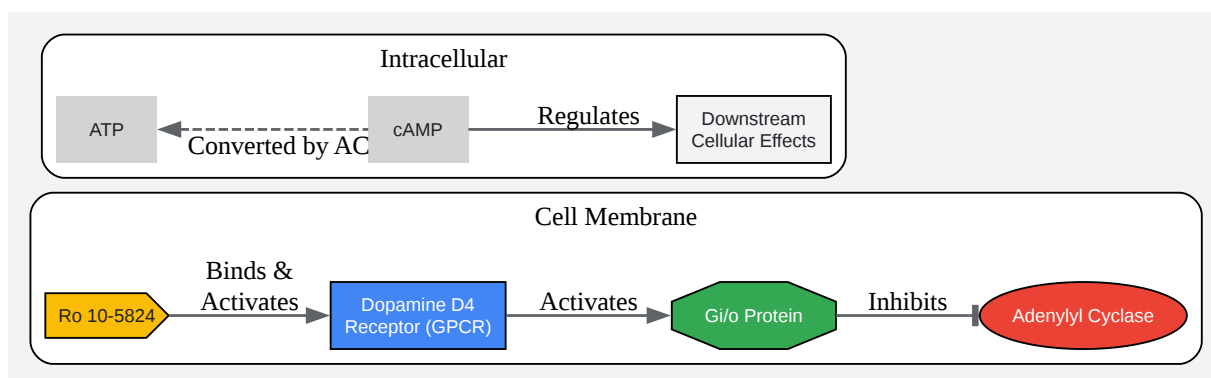 Intracellular
ATP
Converted by AC
cAMP
Regulates
Downstream
Cellular Effects
Cell Membrane
Ro 10-5824
Binds &
Activates
Dopamine D4
Receptor (GPCR)
Activates
Gi/o Protein
Inhibits
Adenylyl Cyclase